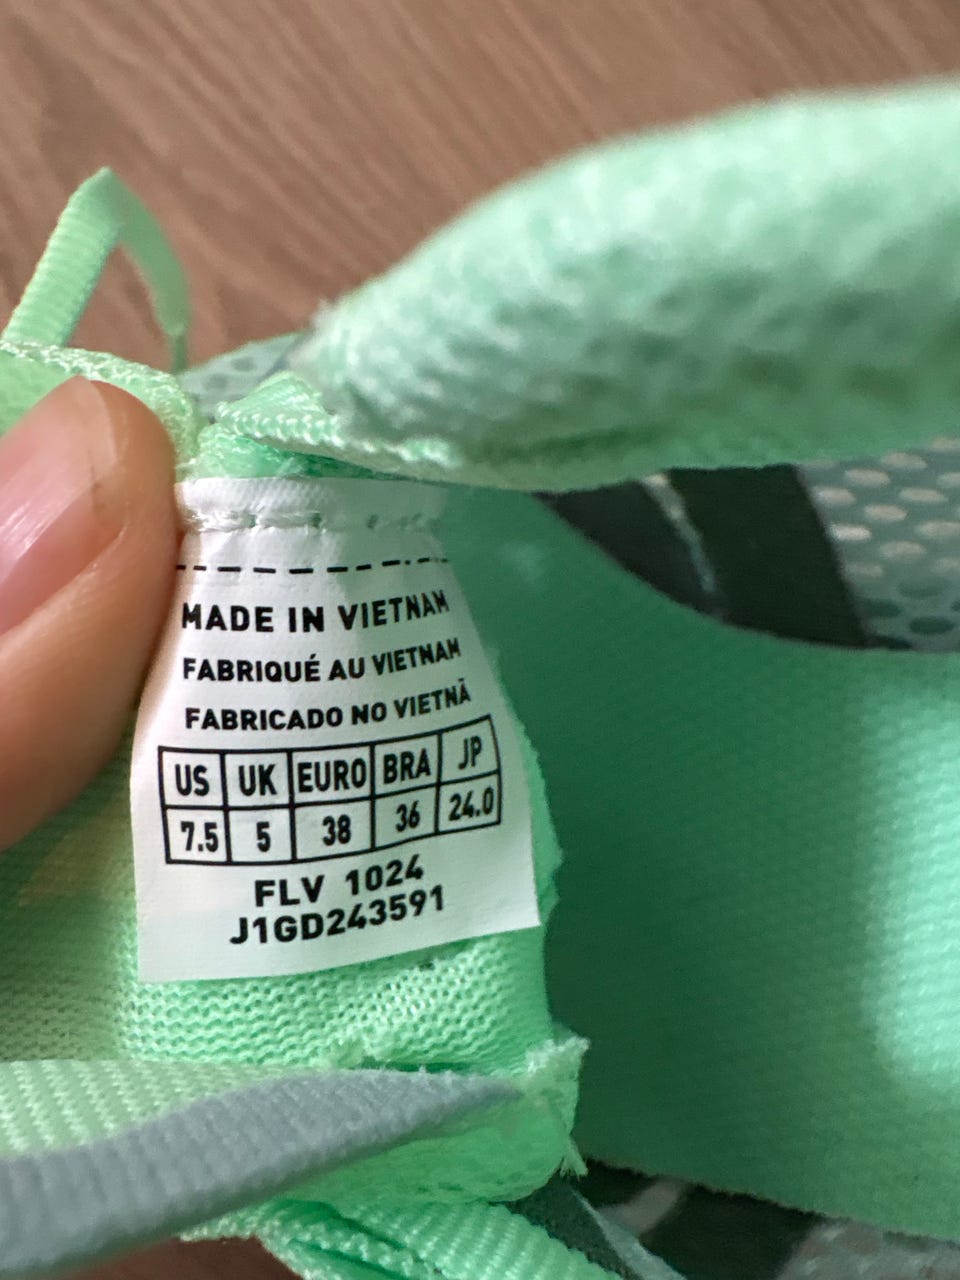 MADE IN VIETNAM
FABRIQUÉ AU VIETNAM
FABRICADO NO VIETNÃ
US UK EURO BRA JP
7.5 5 38 36 24.0
FLV 1024
J1GD243591